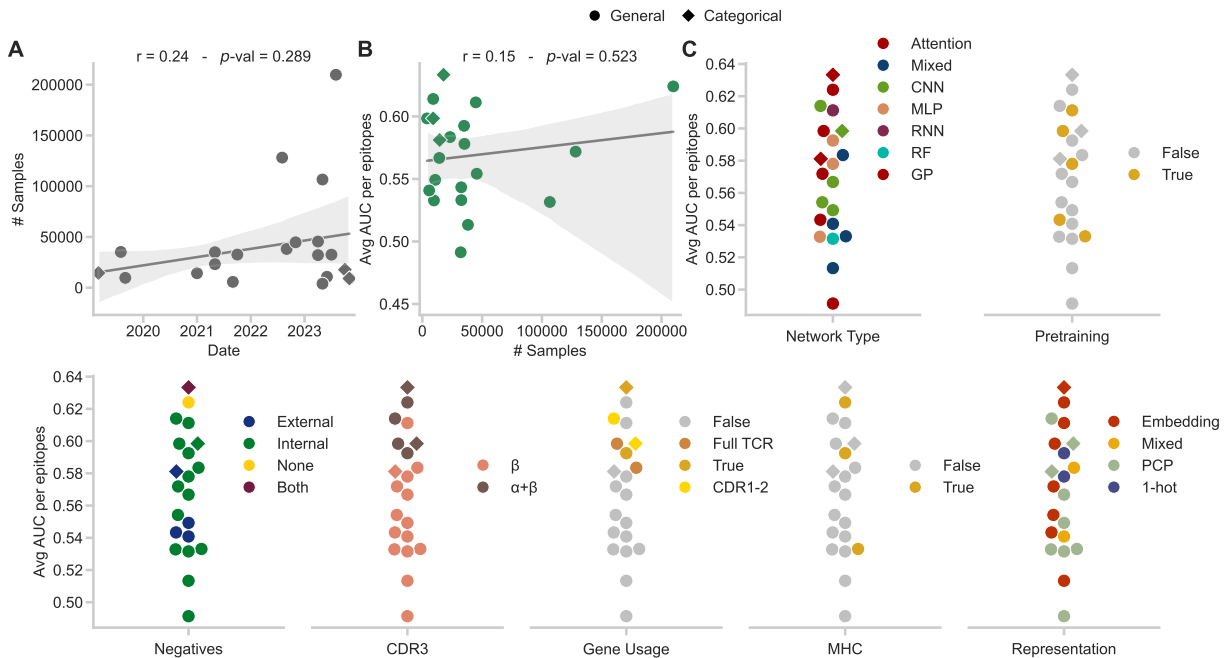 General Categorical
A
r = 0.24 - p-val = 0.289
200000
150000
100000
50000
0
# Samples
2020 2021 2022 2023
Date
B
r = 0.15 - p-val = 0.523
0.60
0.55
0.50
0.45
Avg AUC per epitopes
0 50000 100000 150000 200000
# Samples
C
0.64
0.62
0.60
0.58
0.56
0.54
0.52
0.50
Avg AUC per epitopes
Attention
Mixed
CNN
MLP
RNN
RF
GP
Network Type
False
True
Pretraining
0.64
0.62
0.60
0.58
0.56
0.54
0.52
0.50
Avg AUC per epitopes
External
Internal
None
Both
Negatives
β
α+β
CDR3
False
Full TCR
True
CDR1-2
Gene Usage
False
True
MHC
Embedding
Mixed
PCP
1-hot
Representation